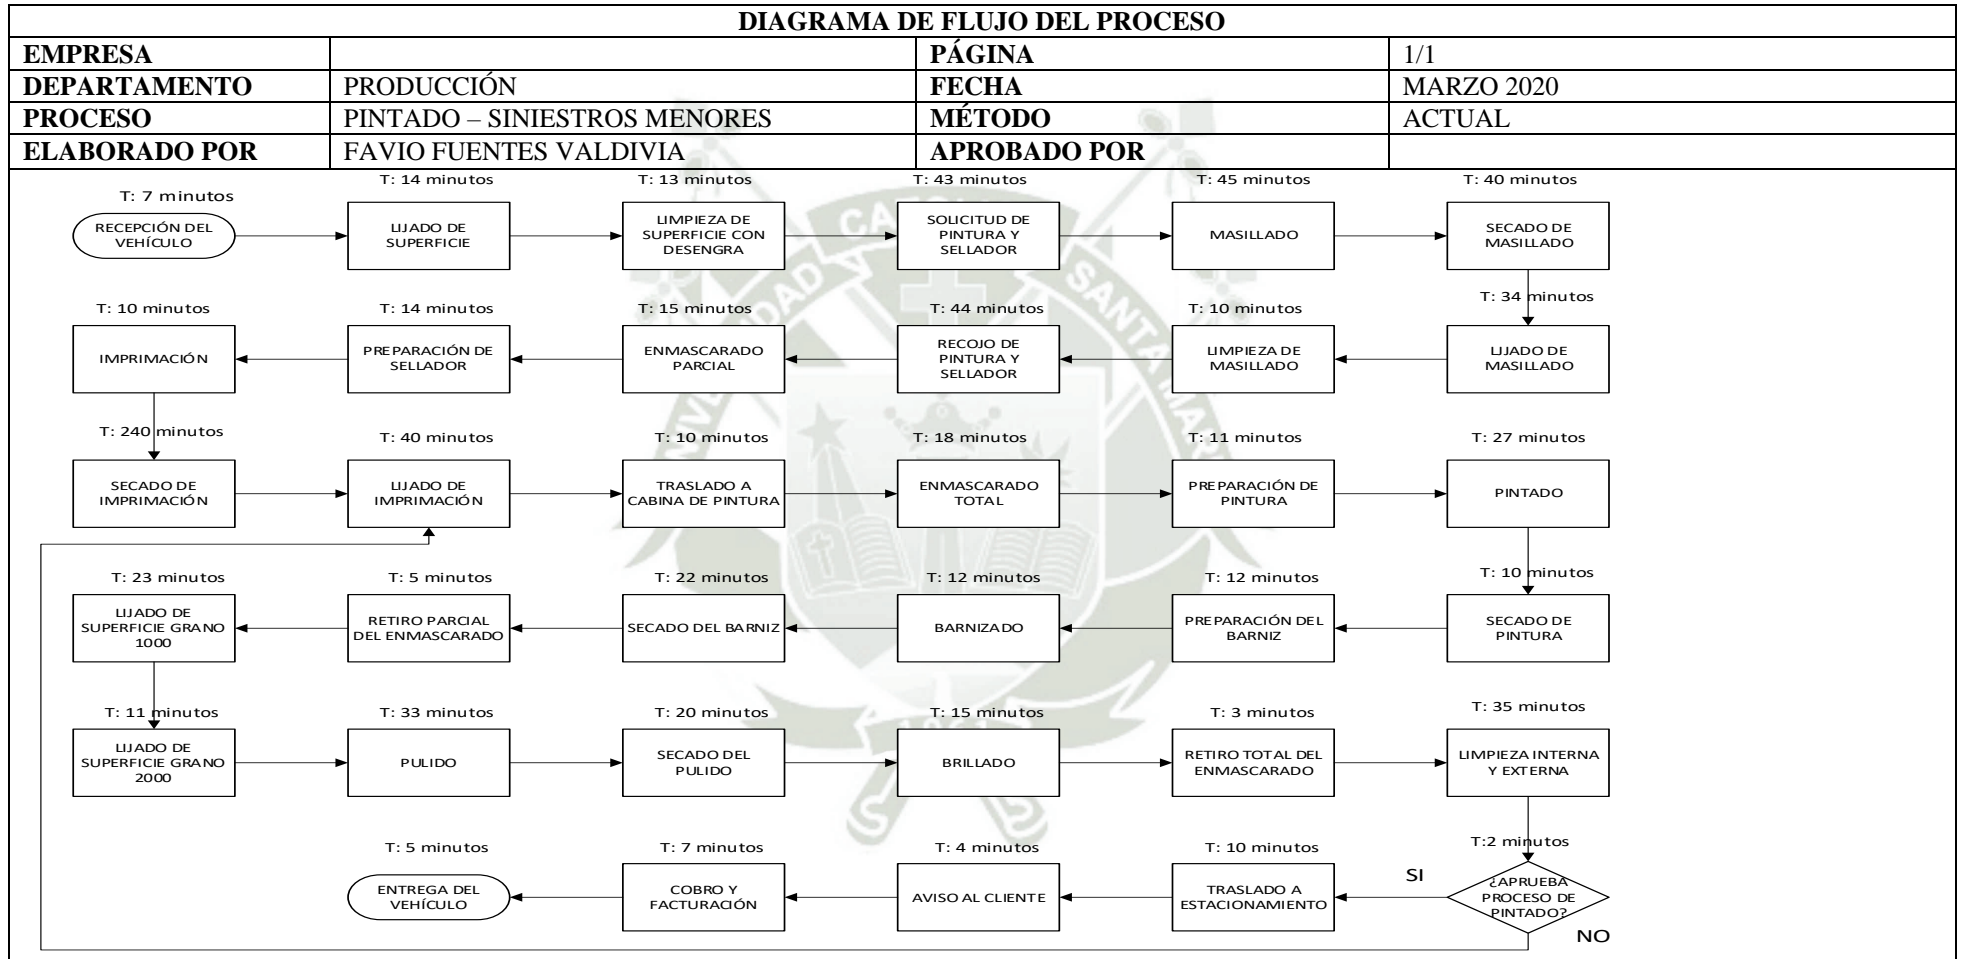 DIAGRAMA DE FLUJO DEL PROCESO
EMPRESA PÁGINA 1/1
DEPARTAMENTO PRODUCCIÓN FECHA MARZO 2020
PROCESO PINTADO – SINIESTROS MENORES MÉTODO ACTUAL
ELABORADO POR FAVIO FUENTES VALDIVIA APROBADO POR
T: 7 minutos
RECEPCIÓN DEL
VEHÍCULO
T: 14 minutos
LIJADO DE
SUPERFICIE
T: 13 minutos
LIMPIEZA DE
SUPERFICIE CON
DESENGRA
T: 43 minutos
SOLICITUD DE
PINTURA Y
SELLADOR
T: 45 minutos
MASILLADO
T: 40 minutos
SECADO DE
MASILLADO
T: 34 minutos
LIJADO DE
MASILLADO
T: 10 minutos
LIMPIEZA DE
MASILLADO
T: 44 minutos
RECOJO DE
PINTURA Y
SELLADOR
T: 15 minutos
ENMASCARADO
PARCIAL
T: 14 minutos
PREPARACIÓN DE
SELLADOR
T: 10 minutos
IMPRIMACIÓN
T: 240 minutos
SECADO DE
IMPRIMACIÓN
T: 40 minutos
LIJADO DE
IMPRIMACIÓN
T: 10 minutos
TRASLADO A
CABINA DE PINTURA
T: 18 minutos
ENMASCARADO
TOTAL
T: 11 minutos
PREPARACIÓN DE
PINTURA
T: 27 minutos
PINTADO
T: 10 minutos
SECADO DE
PINTURA
T: 12 minutos
PREPARACIÓN DEL
BARNIZ
T: 12 minutos
BARNIZADO
T: 22 minutos
SECADO DEL BARNIZ
T: 5 minutos
RETIRO PARCIAL
DEL ENMASCARADO
T: 23 minutos
LIJADO DE
SUPERFICIE GRANO
1000
T: 11 minutos
LIJADO DE
SUPERFICIE GRANO
2000
T: 33 minutos
PULIDO
T: 20 minutos
SECADO DEL
PULIDO
T: 15 minutos
BRILLADO
T: 3 minutos
RETIRO TOTAL DEL
ENMASCARADO
T: 35 minutos
LIMPIEZA INTERNA
Y EXTERNA
T:2 minutos
¿APRUEBA
PROCESO DE
PINTADO?
SI
NO
T: 10 minutos
TRASLADO A
ESTACIONAMIENTO
T: 4 minutos
AVISO AL CLIENTE
T: 7 minutos
COBRO Y
FACTURACIÓN
T: 5 minutos
ENTREGA DEL
VEHÍCULO